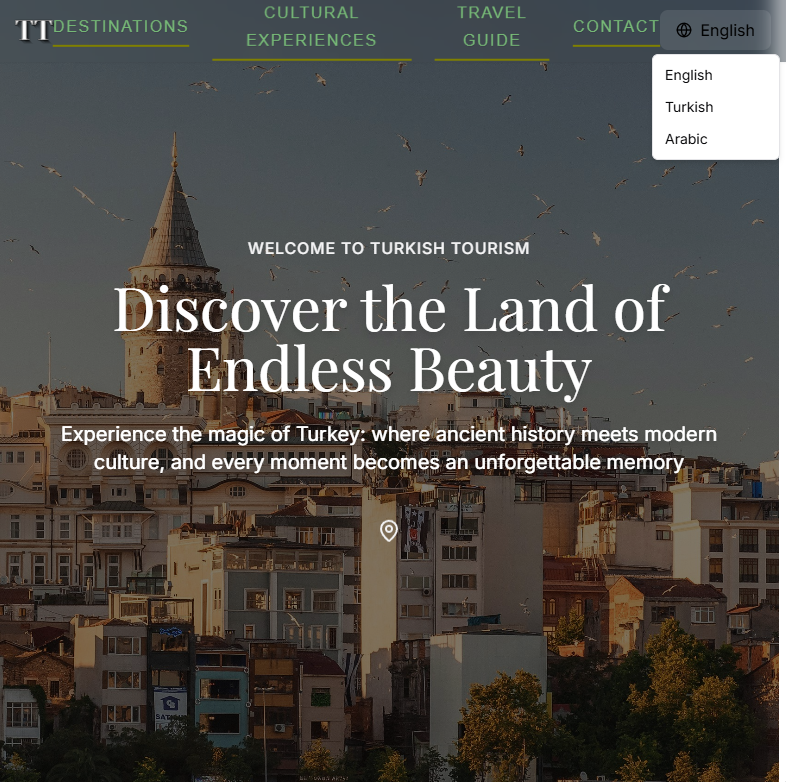 TT
DESTINATIONS
CULTURAL
EXPERIENCES
TRAVEL
GUIDE
CONTACT
English
English
Turkish
Arabic
WELCOME TO TURKISH TOURISM
Discover the Land of
Endless Beauty
Experience the magic of Turkey: where ancient history meets modern
culture, and every moment becomes an unforgettable memory